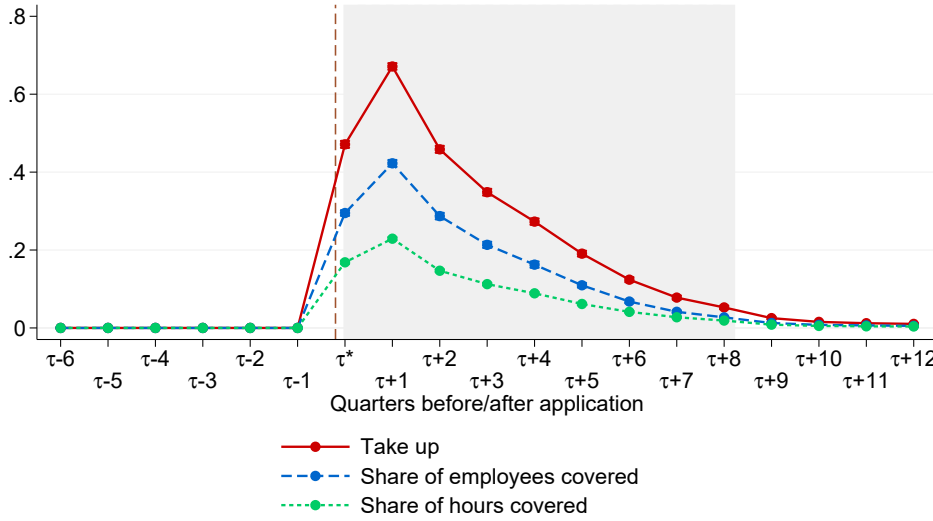 .8
.6
.4
.2
0
τ-6 τ-4 τ-2 τ* τ+2 τ+4 τ+6 τ+8 τ+10 τ+12
τ-5 τ-3 τ-1 τ+1 τ+3 τ+5 τ+7 τ+9 τ+11
Quarters before/after application
Take up
Share of employees covered
Share of hours covered